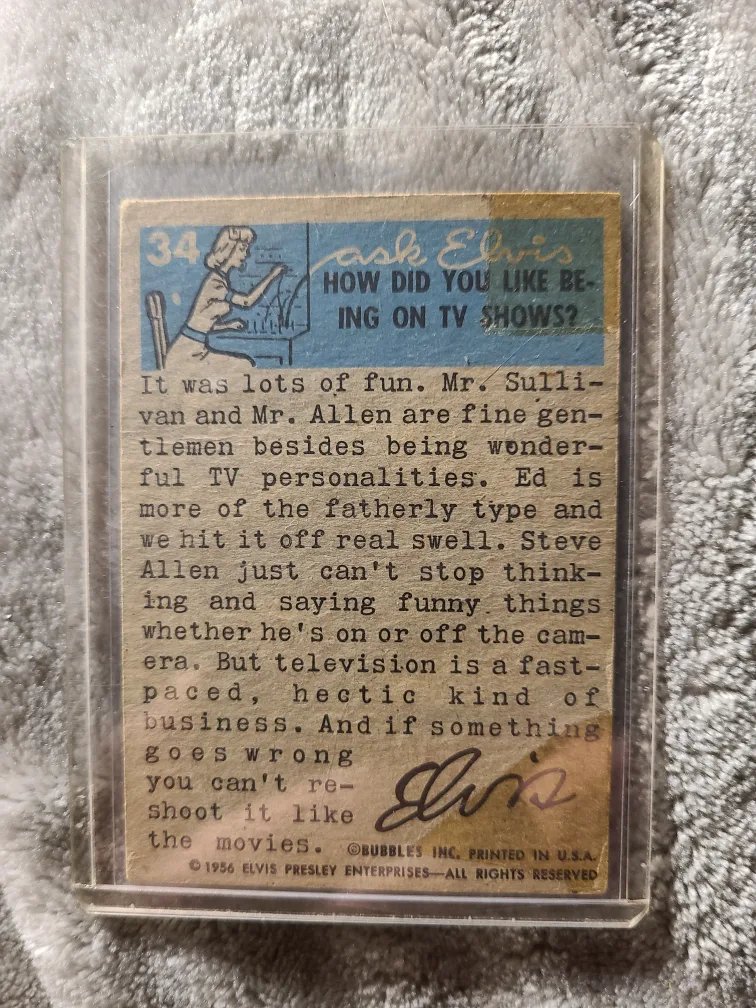 34
ask Elvis
HOW DID YOU LIKE BE-
ING ON TV SHOWS?
It was lots of fun. Mr. Sulli-
van and Mr. Allen are fine gen-
tlemen besides being wonder-
ful TV personalities. Ed is
more of the fatherly type and
we hit it off real swell. Steve
Allen just can't stop think-
ing and saying funny things
whether he's on or off the cam-
era. But television is a fast-
paced, hectic kind of
business. And if something
goes wrong
you can't re-
shoot it like
the movies.
Elvis
©BUBBLES INC. PRINTED IN U.S.A.
©1956 ELVIS PRESLEY ENTERPRISES—ALL RIGHTS RESERVED